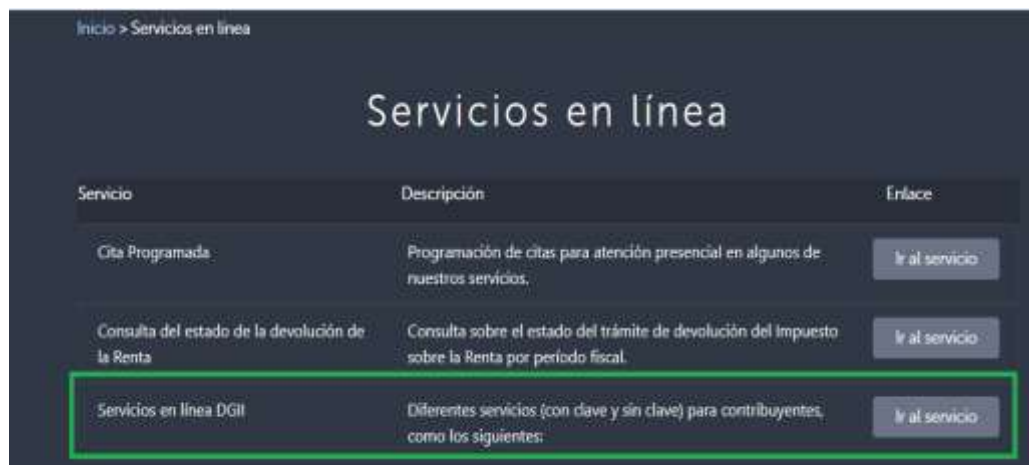 Inicio > Servicios en línea
Servicios en línea
Servicio Descripción Enlace
Cita Programada
Programación de citas para atención presencial en algunos de
nuestros servicios.
Ir al servicio
Consulta del estado de la devolución de
la Renta
Consulta sobre el estado del trámite de devolución del Impuesto
sobre la Renta por período fiscal.
Ir al servicio
Servicios en línea DGII
Diferentes servicios (con clave y sin clave) para contribuyentes,
como los siguientes:
Ir al servicio